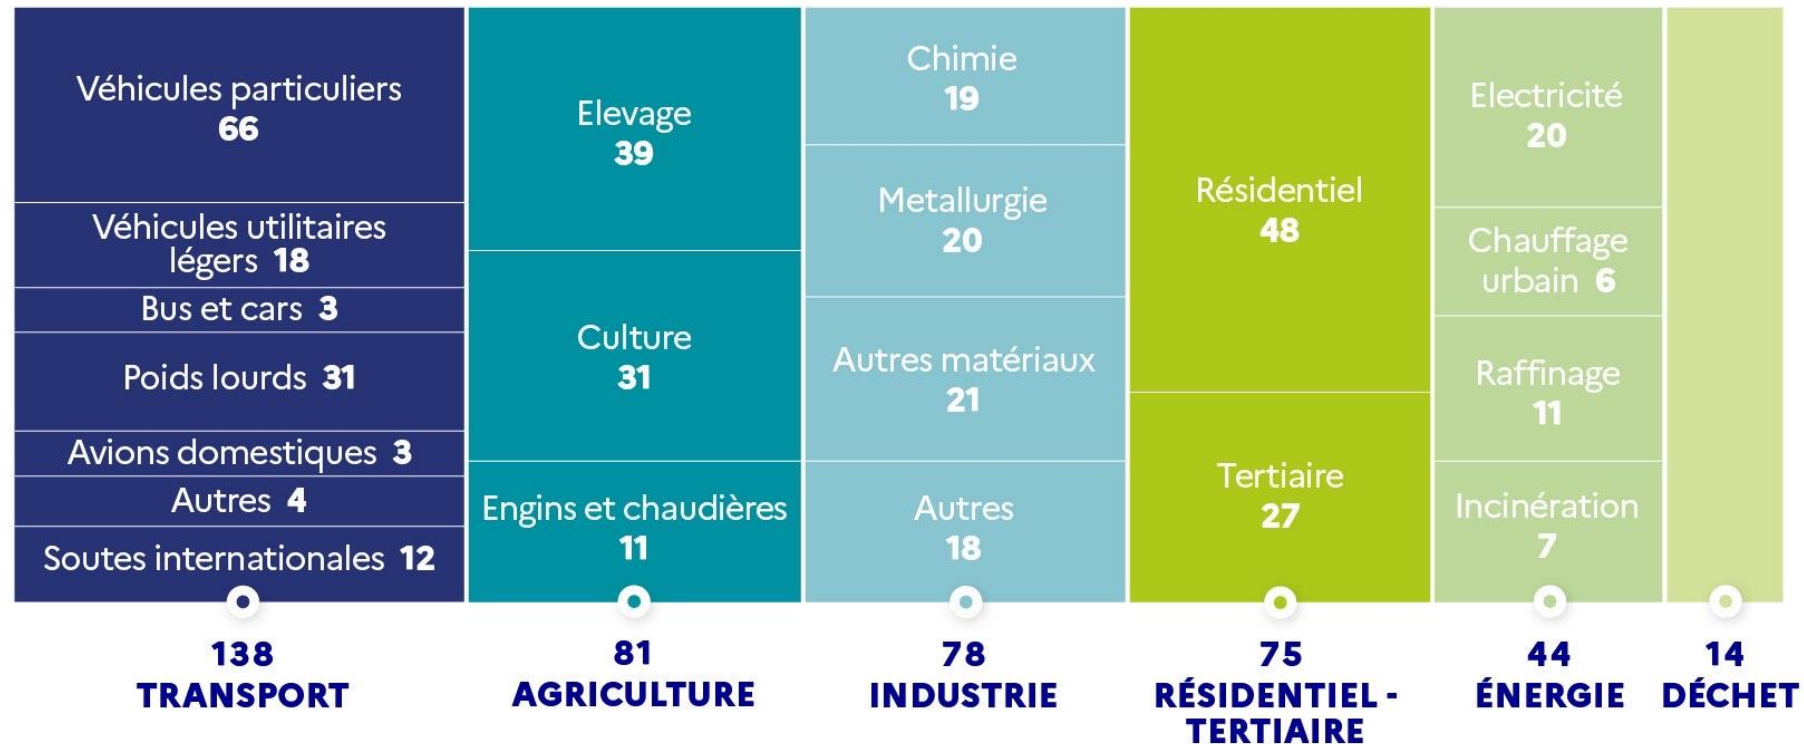 Véhicules particuliers
66
Véhicules utilitaires
légers 18
Bus et cars 3
Poids lourds 31
Avions domestiques 3
Autres 4
Soutes internationales 12
138
TRANSPORT
Elevage
39
Culture
31
Engins et chaudières
11
81
AGRICULTURE
Chimie
19
Metallurgie
20
Autres matériaux
21
Autres
18
78
INDUSTRIE
Résidentiel
48
Tertiaire
27
75
RÉSIDENTIEL -
TERTIAIRE
Electricité
20
Chauffage
urbain 6
Raffinage
11
Incinération
7
44
ÉNERGIE
14
DÉCHET